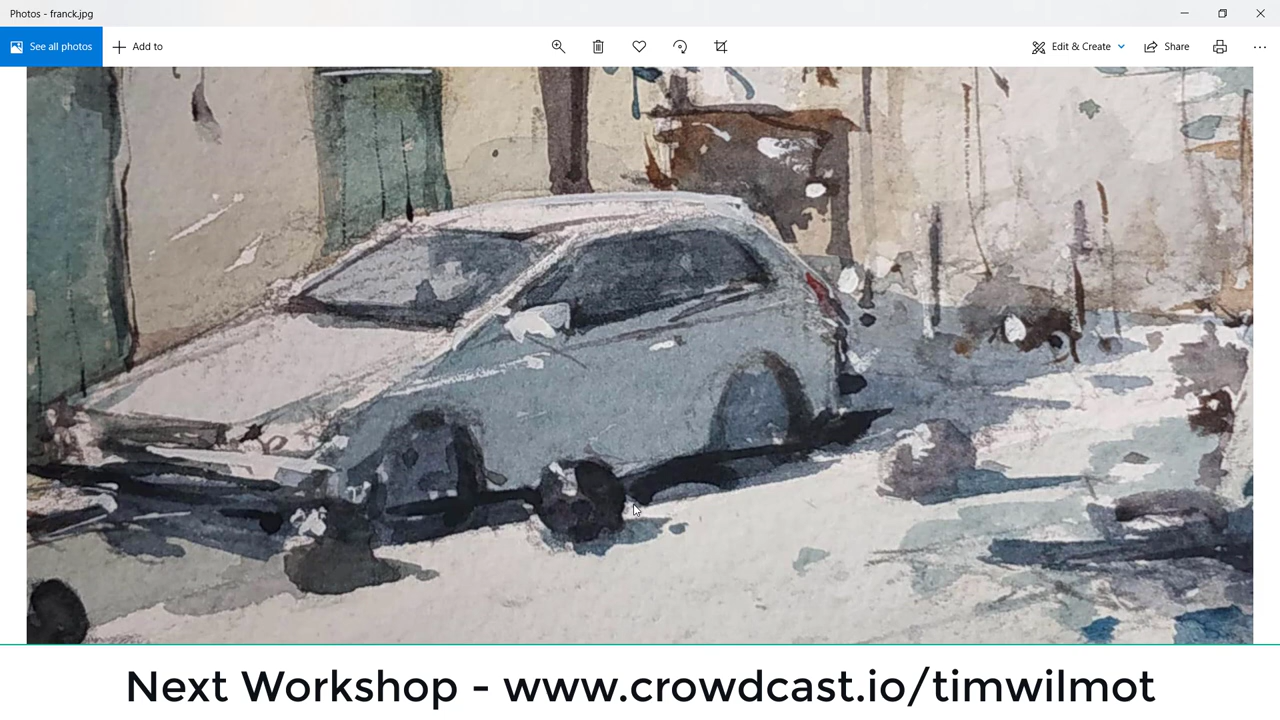 Photos - franck.jpg
See all photos
Add to
Edit & Create
Share
Next Workshop - www.crowdcast.io/timwilmot